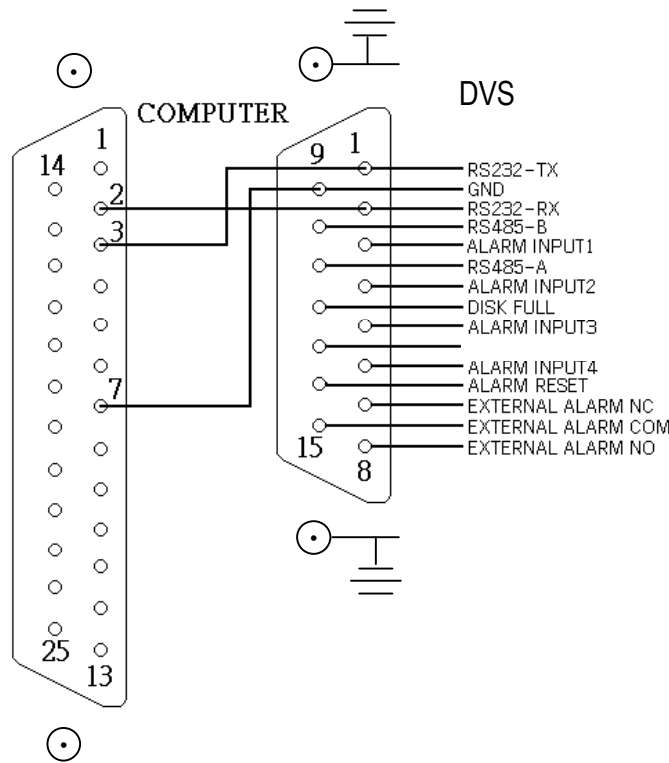 DVS
COMPUTER
1
14
2
3
7
25
13
9
1
15
8
RS232-TX
GND
RS232-RX
RS485-B
ALARM INPUT1
RS485-A
ALARM INPUT2
DISK FULL
ALARM INPUT3
ALARM INPUT4
ALARM RESET
EXTERNAL ALARM NC
EXTERNAL ALARM COM
EXTERNAL ALARM NO